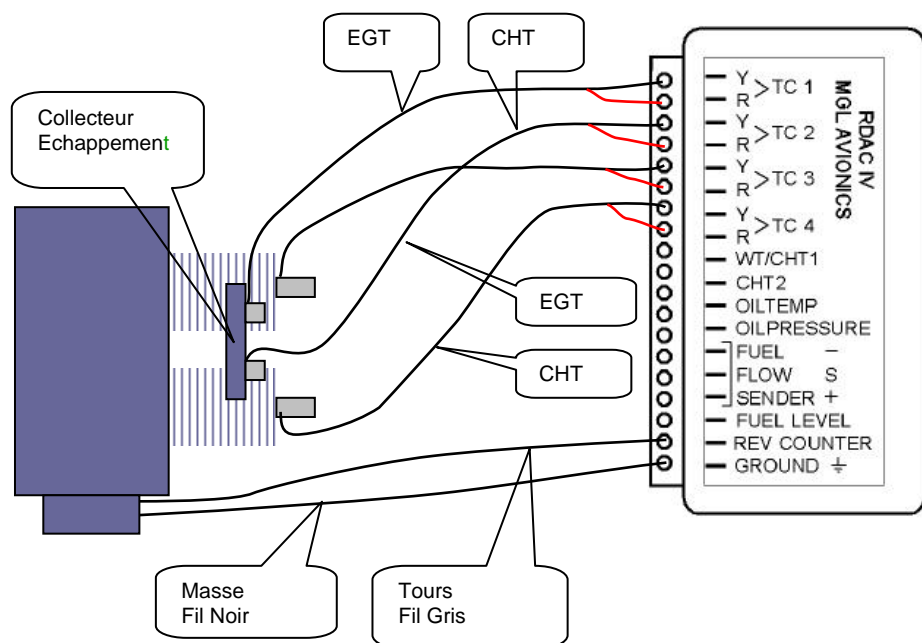 EGT
CHT
Collecteur
Echappement
EGT
CHT
Masse
Fil Noir
Tours
Fil Gris
Y
R >TC 1
Y
R >TC 2
Y
R >TC 3
Y
R >TC 4
WT/CHT1
CHT2
OILTEMP
OILPRESSURE
FUEL –
FLOW S
SENDER +
FUEL LEVEL
REV COUNTER
GROUND ⏚
RDAC IV
MGL AVIONICS